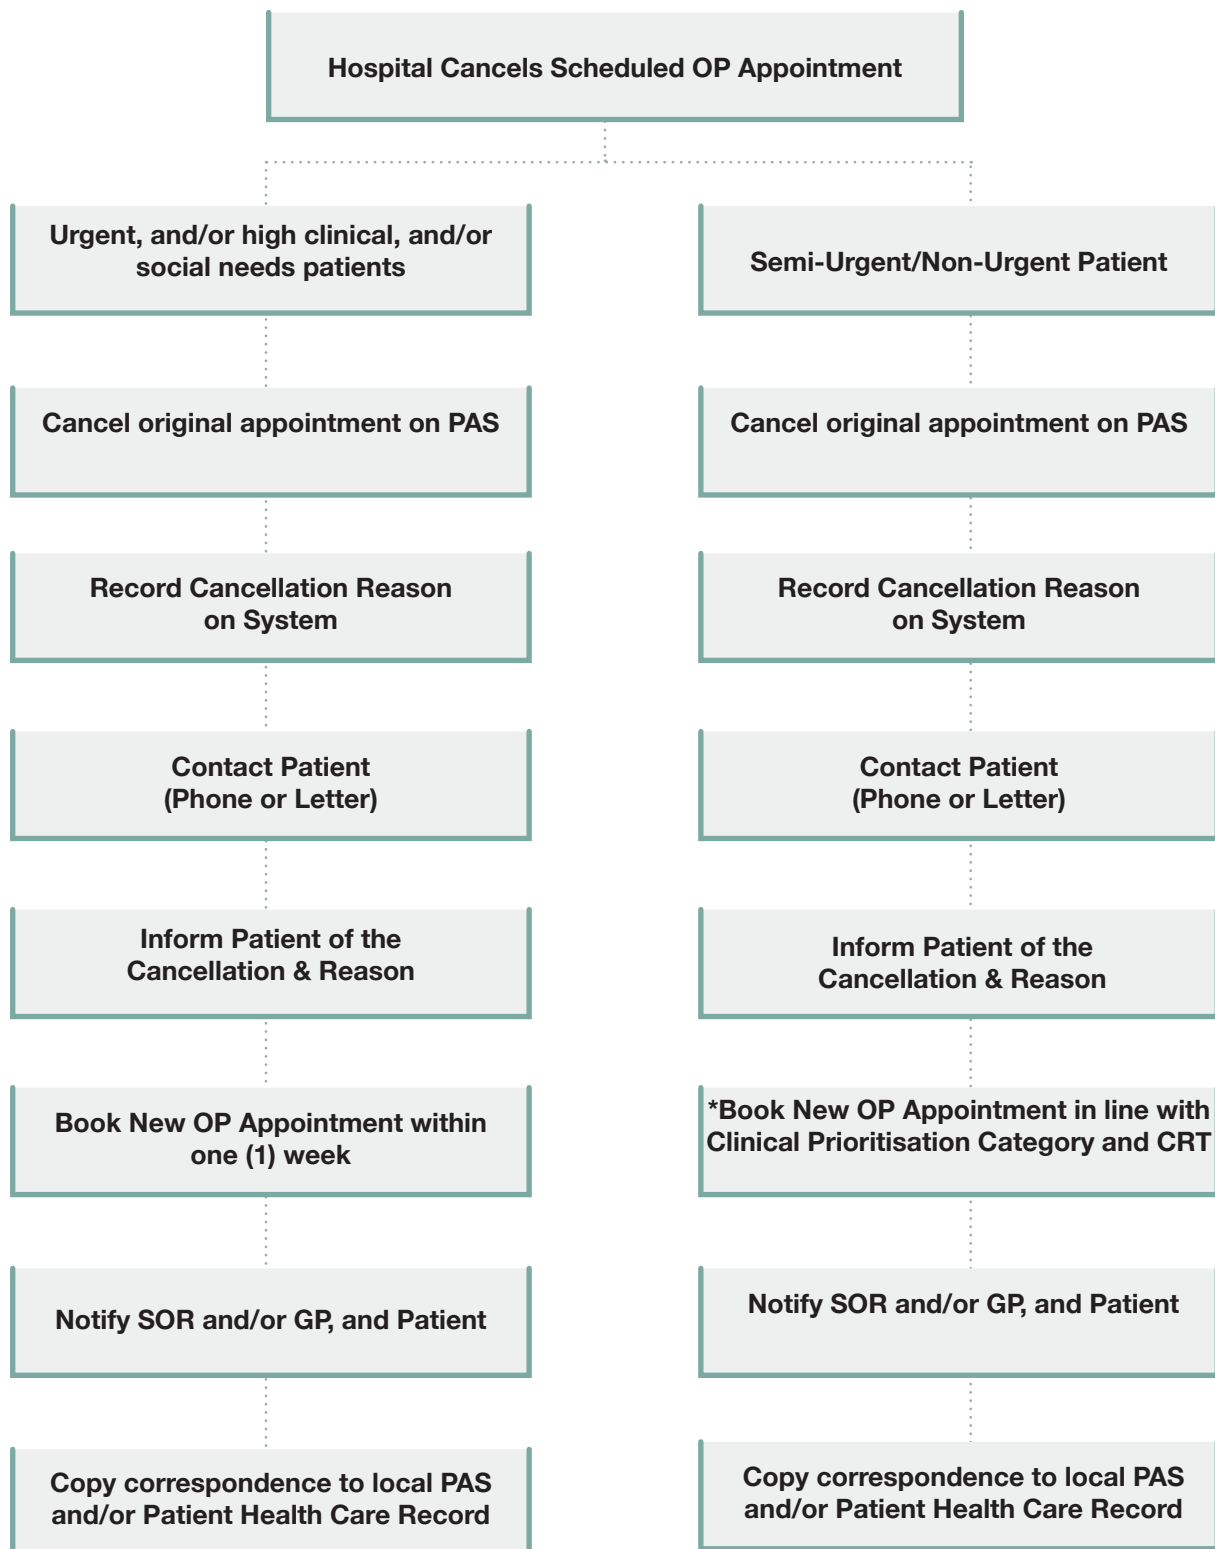 Hospital Cancels Scheduled OP Appointment
Urgent, and/or high clinical, and/or
social needs patients
Semi-Urgent/Non-Urgent Patient
Cancel original appointment on PAS
Cancel original appointment on PAS
Record Cancellation Reason
on System
Record Cancellation Reason
on System
Contact Patient
(Phone or Letter)
Contact Patient
(Phone or Letter)
Inform Patient of the
Cancellation & Reason
Inform Patient of the
Cancellation & Reason
Book New OP Appointment within
one (1) week
*Book New OP Appointment in line with
Clinical Prioritisation Category and CRT
Notify SOR and/or GP, and Patient
Notify SOR and/or GP, and Patient
Copy correspondence to local PAS
and/or Patient Health Care Record
Copy correspondence to local PAS
and/or Patient Health Care Record